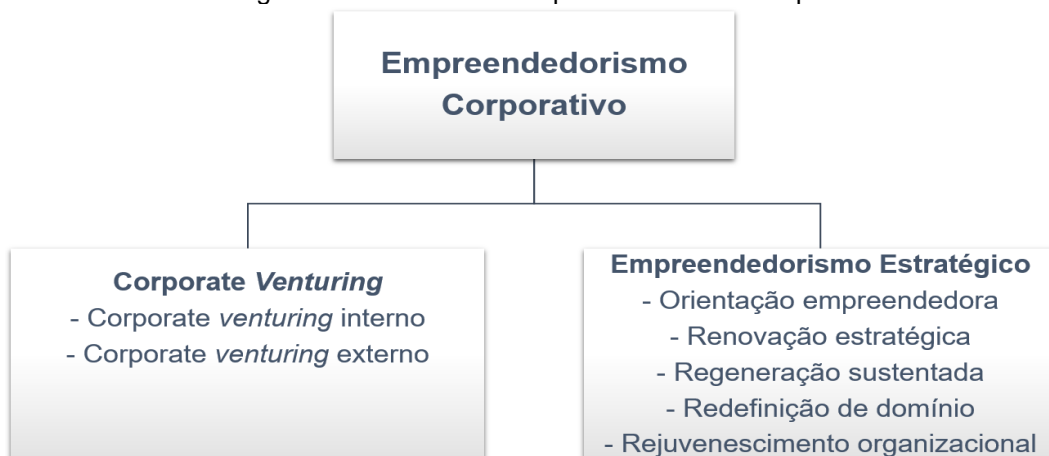 Empreendedorismo
Corporativo
Corporate Venturing
- Corporate venturing interno
- Corporate venturing externo
Empreendedorismo Estratégico
- Orientação empreendedora
- Renovação estratégica
- Regeneração sustentada
- Redefinição de domínio
- Rejuvenescimento organizacional